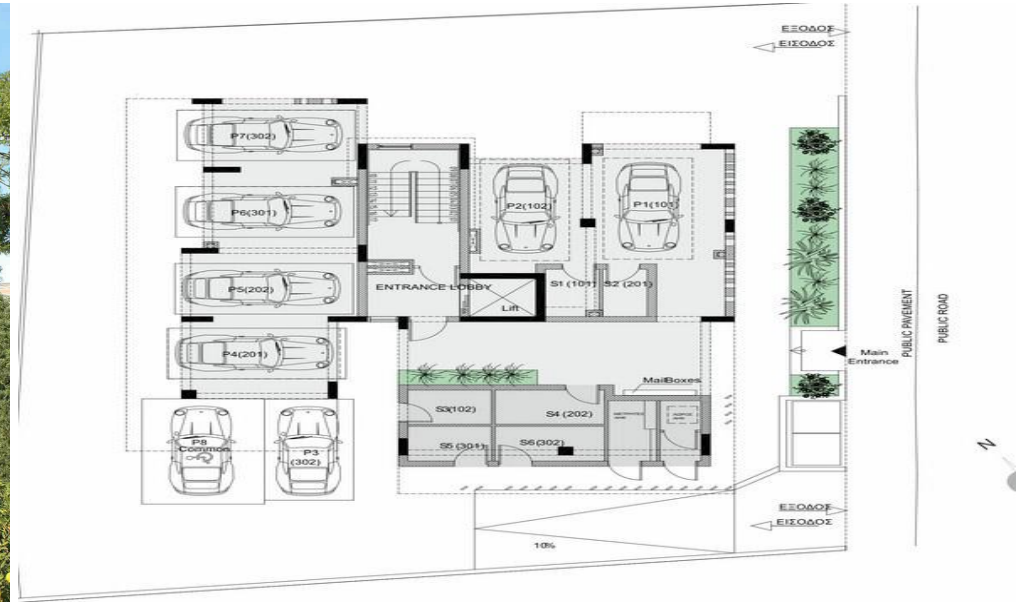 ΕΞΟΔΟΣ
ΕΙΣΟΔΟΣ
P7(302)
P6(301)
P2(102)
P1(101)
P5(202)
ENTRANCE LOBBY
S1 (101)
S2 (201)
Lift
P4(201)
Main
Entrance
PUBLIC PAVEMENT
PUBLIC ROAD
MailBoxes
S3(102)
S4 (202)
P8
Common
P3
(302)
S5 (301)
S6(302)
N
ΕΞΟΔΟΣ
ΕΙΣΟΔΟΣ
10%